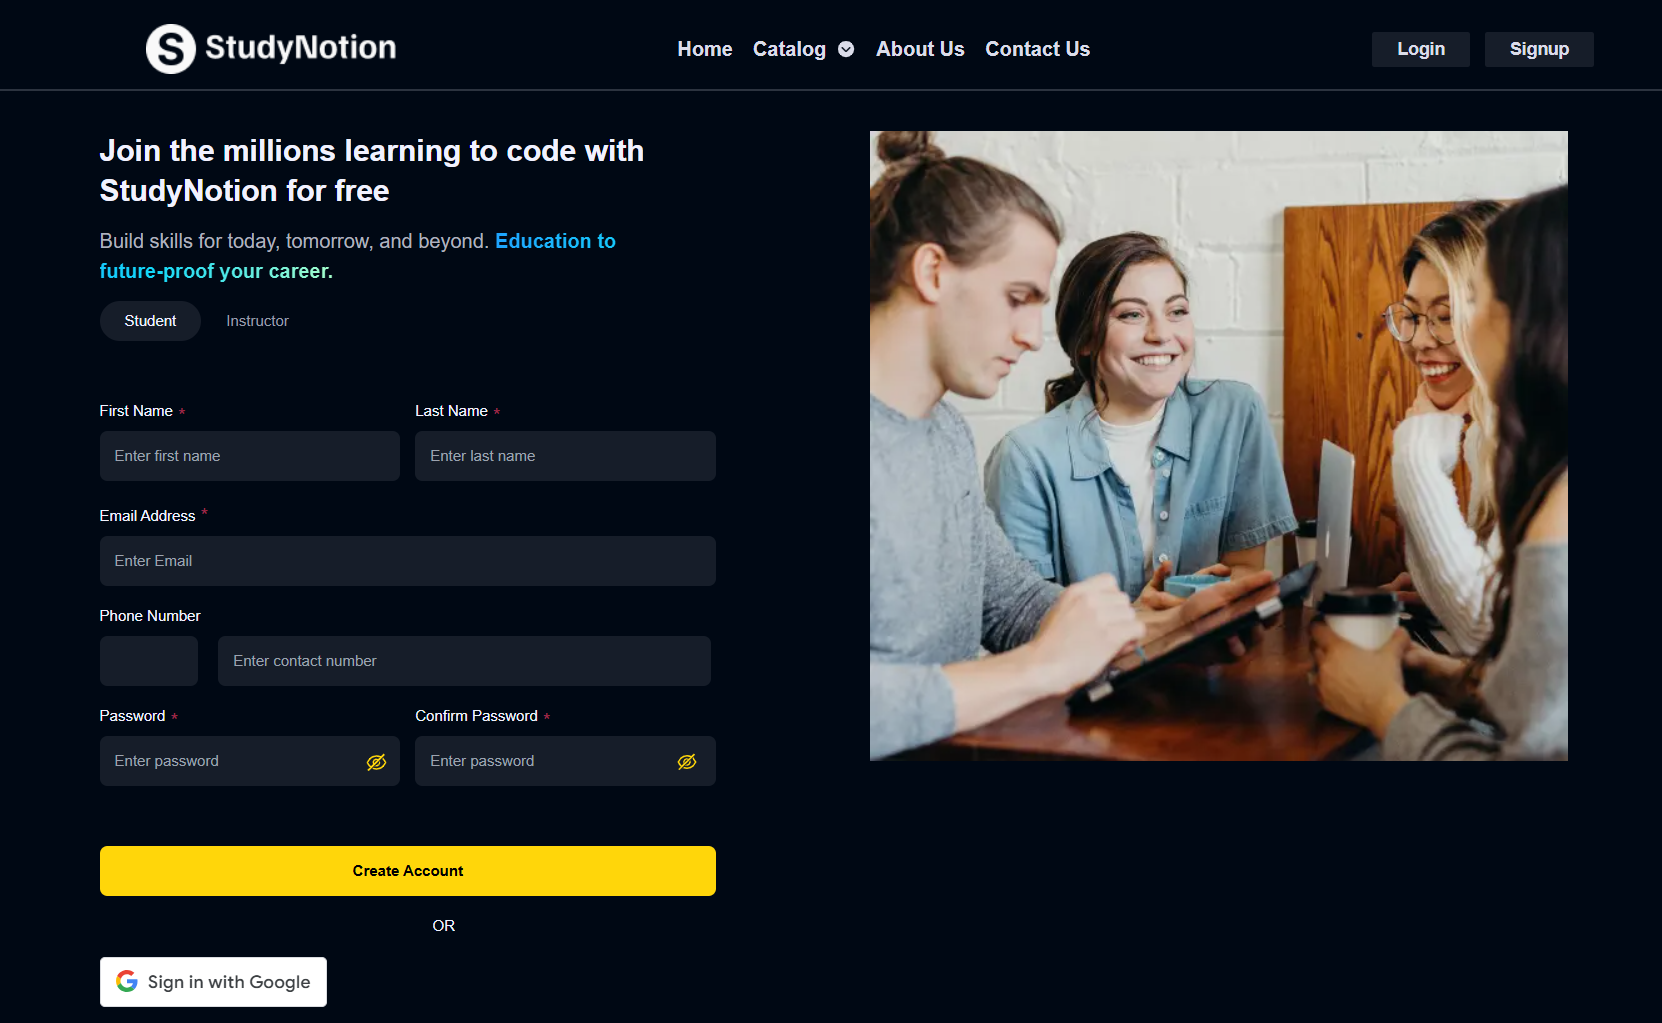 S StudyNotion
Home Catalog About Us Contact Us
Login Signup
Join the millions learning to code with
StudyNotion for free
Build skills for today, tomorrow, and beyond. Education to
future-proof your career.
Student Instructor
First Name * Last Name *
Enter first name Enter last name
Email Address *
Enter Email
Phone Number
Enter contact number
Password * Confirm Password *
Enter password Enter password
Create Account
OR
G Sign in with Google